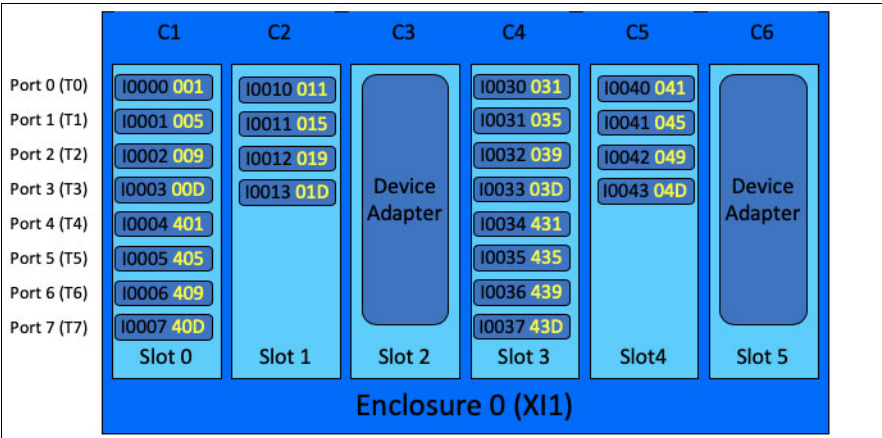 C1 C2 C3 C4 C5 C6
Port 0 (T0) I0000 001 I0010 011 I0030 031 I0040 041
Port 1 (T1) I0001 005 I0011 015 I0031 035 I0041 045
Port 2 (T2) I0002 009 I0012 019 I0032 039 I0042 049
Port 3 (T3) I0003 00D I0013 01D Device I0033 03D I0043 04D Device
Port 4 (T4) I0004 401 Adapter I0034 431 Adapter
Port 5 (T5) I0005 405 I0035 435
Port 6 (T6) I0006 409 I0036 439
Port 7 (T7) I0007 40D I0037 43D
Slot 0 Slot 1 Slot 2 Slot 3 Slot4 Slot 5
Enclosure 0 (XI1)